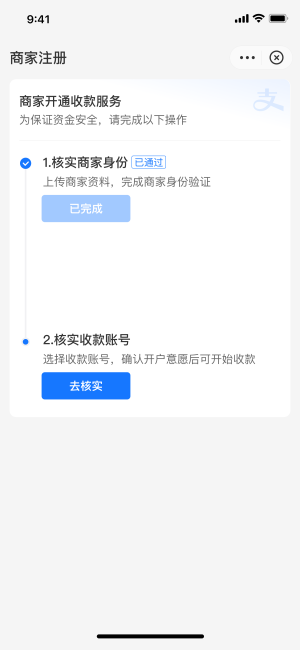 9:41
商家注册
商家开通收款服务
为保证资金安全，请完成以下操作
支
1.核实商家身份 已通过
上传商家资料，完成商家身份验证
已完成
2.核实收款账号
选择收款账号，确认开户意愿后可开始收款
去核实